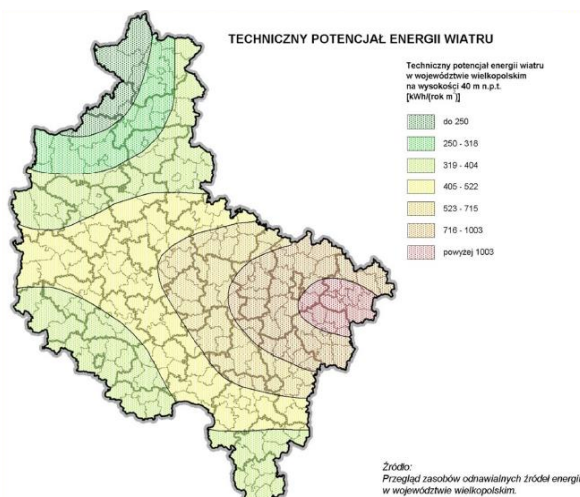 TECHNICZNY POTENCJAŁ ENERGII WIATRU
Techniczny potencjał energii wiatru
w województwie wielkopolskim
na wysokości 40 m n.p.t.
[kWh/(rok m²)]
do 250
250 - 318
319 - 404
405 - 522
523 - 715
716 - 1003
powyżej 1003
Źródło:
Przegląd zasobów odnawialnych źródeł energii
w województwie wielkopolskim.